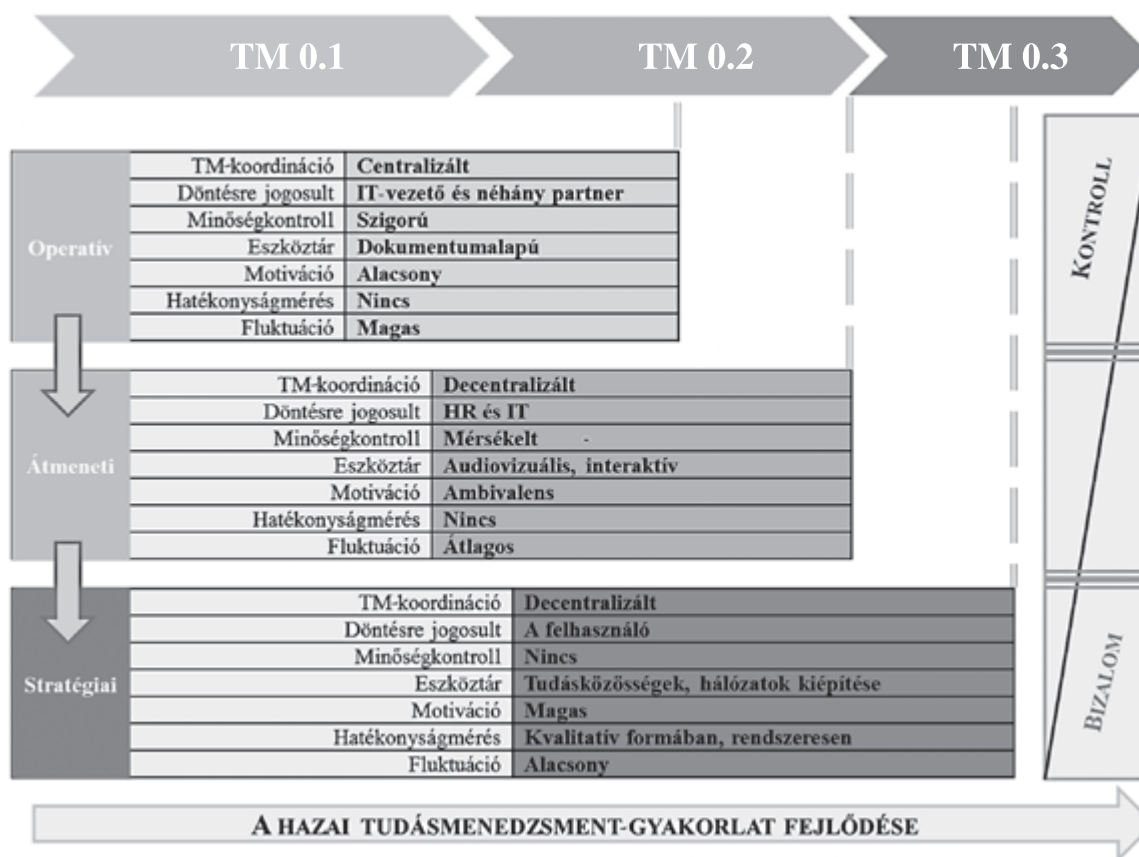 TM 0.1
TM 0.2
TM 0.3
Operatív
TM-koordináció Centralizált
Döntésre jogosult IT-vezető és néhány partner
Minőségkontroll Szigorú
Eszköztár Dokumentumalapú
Motiváció Alacsony
Hatékonyságmérés Nincs
Fluktuáció Magas
Átmeneti
TM-koordináció Decentralizált
Döntésre jogosult HR és IT
Minőségkontroll Mérsékelt
Eszköztár Audiovizuális, interaktív
Motiváció Ambivalens
Hatékonyságmérés Nincs
Fluktuáció Átlagos
Stratégiai
TM-koordináció Decentralizált
Döntésre jogosult A felhasználó
Minőségkontroll Nincs
Eszköztár Tudásközösségek, hálózatok kiépítése
Motiváció Magas
Hatékonyságmérés Kvalitatív formában, rendszeresen
Fluktuáció Alacsony
KONTROLL
BIZALOM
A HAZAI TUDÁSMENEDZSMENT-GYAKORLAT FEJLŐDÉSE